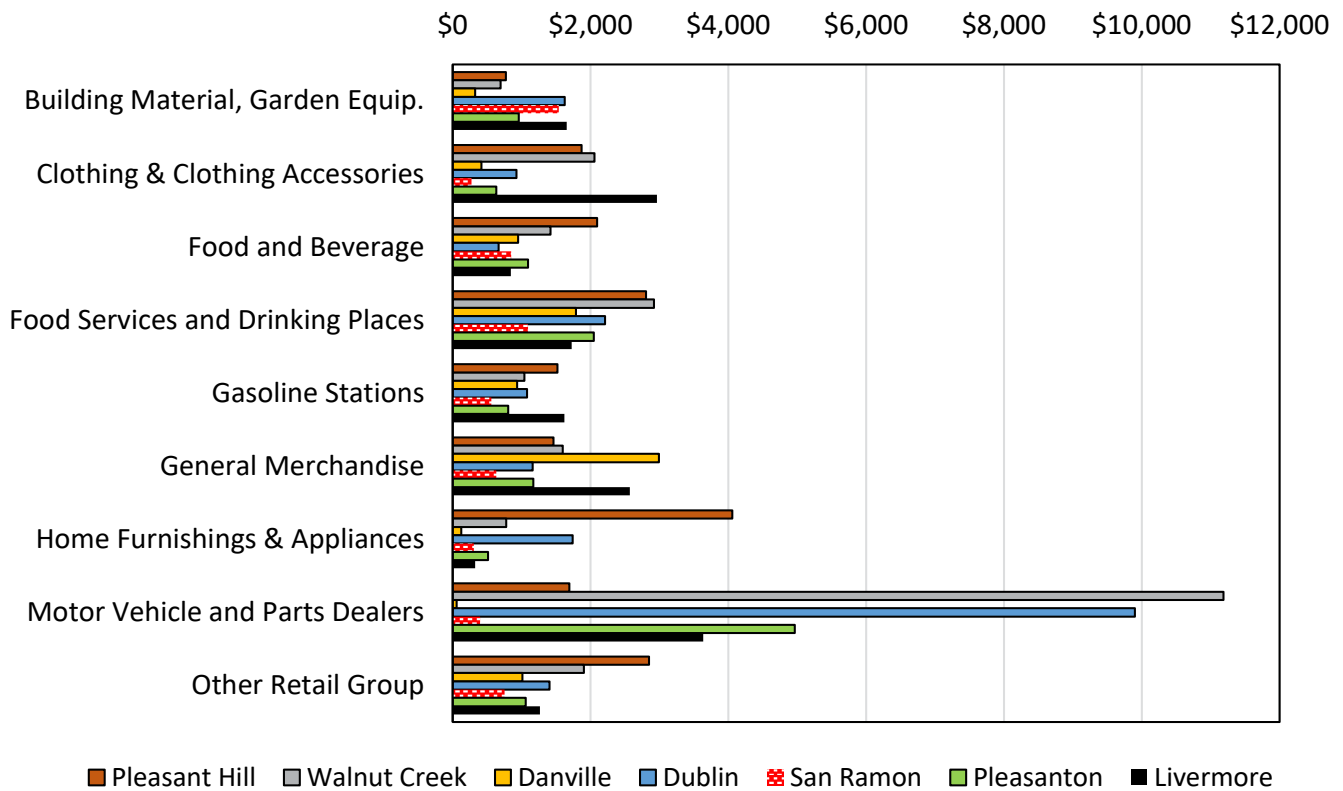 $0 $2,000 $4,000 $6,000 $8,000 $10,000 $12,000
Building Material, Garden Equip.
Clothing & Clothing Accessories
Food and Beverage
Food Services and Drinking Places
Gasoline Stations
General Merchandise
Home Furnishings & Appliances
Motor Vehicle and Parts Dealers
Other Retail Group
Pleasant Hill Walnut Creek Danville Dublin San Ramon Pleasanton Livermore